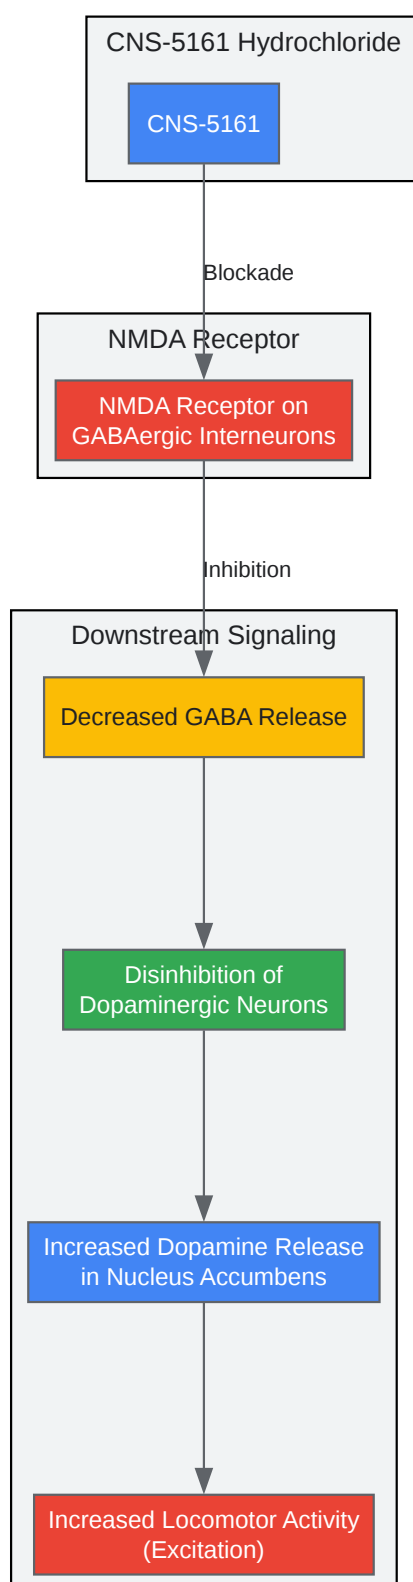 CNS-5161 Hydrochloride
CNS-5161
Blockade
NMDA Receptor
NMDA Receptor on
GABAergic Interneurons
Inhibition
Downstream Signaling
Decreased GABA Release
Disinhibition of
Dopaminergic Neurons
Increased Dopamine Release
in Nucleus Accumbens
Increased Locomotor Activity
(Excitation)